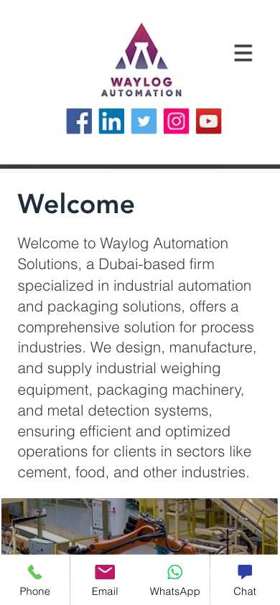 WAYLOG
AUTOMATION
Welcome
Welcome to Waylog Automation
Solutions, a Dubai-based firm
specialized in industrial automation
and packaging solutions, offers a
comprehensive solution for process
industries. We design, manufacture,
and supply industrial weighing
equipment, packaging machinery,
and metal detection systems,
ensuring efficient and optimized
operations for clients in sectors like
cement, food, and other industries.
Phone Email WhatsApp Chat